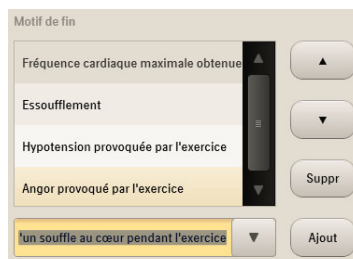 Motif de fin
Fréquence cardiaque maximale obtenue
Essoufflement
Hypotension provoquée par l'exercice
Suppr
Angor provoqué par l'exercice
'un souffle au cœur pendant l'exercice
Ajout